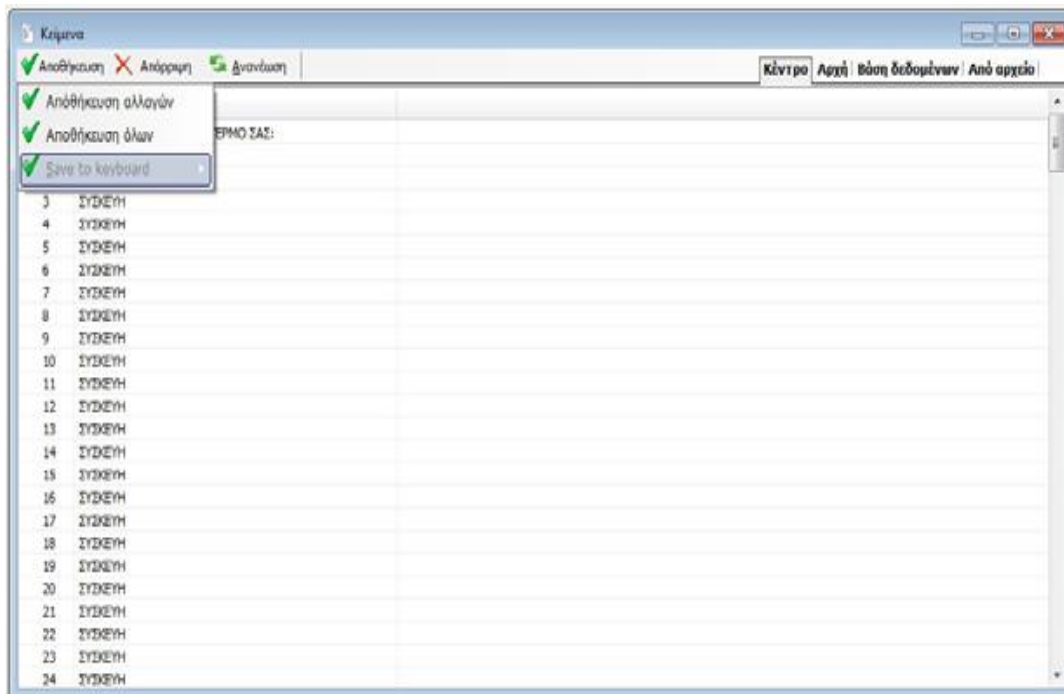 Κείμενα
Αποθήκευση Απόρριψη Ανανέωση
Κέντρο Αρχή Βάση δεδομένων Από αρχείο
Απόθήκευση αλλαγών
Αποθήκευση όλων
ΕΡΜΟ ΣΑΣ:
Save to keyboard
3 ΣΥΣΚΕΥΗ
4 ΣΥΣΚΕΥΗ
5 ΣΥΣΚΕΥΗ
6 ΣΥΣΚΕΥΗ
7 ΣΥΣΚΕΥΗ
8 ΣΥΣΚΕΥΗ
9 ΣΥΣΚΕΥΗ
10 ΣΥΣΚΕΥΗ
11 ΣΥΣΚΕΥΗ
12 ΣΥΣΚΕΥΗ
13 ΣΥΣΚΕΥΗ
14 ΣΥΣΚΕΥΗ
15 ΣΥΣΚΕΥΗ
16 ΣΥΣΚΕΥΗ
17 ΣΥΣΚΕΥΗ
18 ΣΥΣΚΕΥΗ
19 ΣΥΣΚΕΥΗ
20 ΣΥΣΚΕΥΗ
21 ΣΥΣΚΕΥΗ
22 ΣΥΣΚΕΥΗ
23 ΣΥΣΚΕΥΗ
24 ΣΥΣΚΕΥΗ